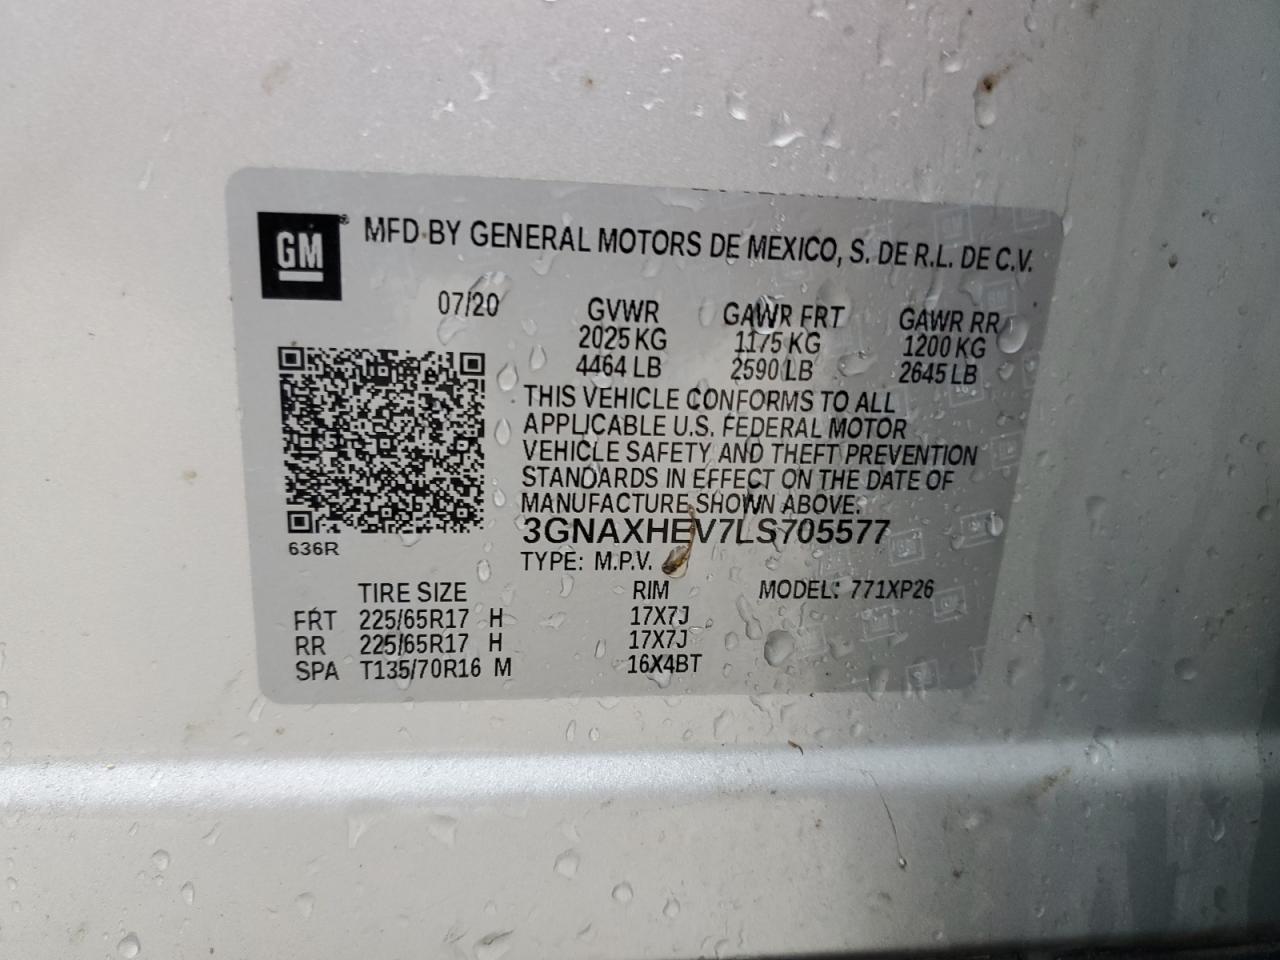 GM ® MFD BY GENERAL MOTORS DE MEXICO, S. DE R.L. DE C.V.
07/20 GVWR GAWR FRT GAWR RR
2025 KG 1175 KG 1200 KG
4464 LB 2590 LB 2645 LB
THIS VEHICLE CONFORMS TO ALL
APPLICABLE U.S. FEDERAL MOTOR
VEHICLE SAFETY AND THEFT PREVENTION
STANDARDS IN EFFECT ON THE DATE OF
MANUFACTURE SHOWN ABOVE.
3GNAXHEV7LS705577
636R
TYPE: M.P.V.
TIRE SIZE RIM MODEL: 771XP26
FRT 225/65R17 H 17X7J
RR 225/65R17 H 17X7J
SPA T135/70R16 M 16X4BT